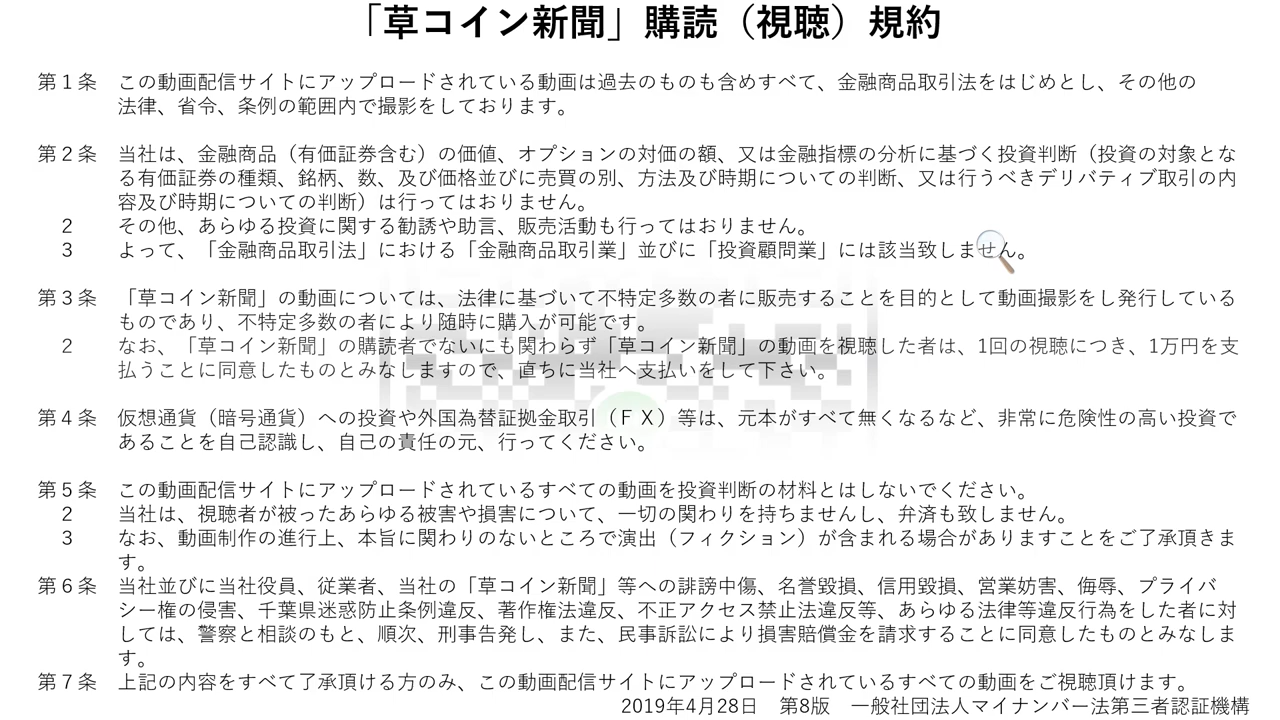 「草コイン新聞」購読（視聴）規約
第１条　この動画配信サイトにアップロードされている動画は過去のものも含めすべて、金融商品取引法をはじめとし、その他の
法律、省令、条例の範囲内で撮影をしております。
第２条　当社は、金融商品（有価証券含む）の価値、オプションの対価の額、又は金融指標の分析に基づく投資判断（投資の対象とな
る有価証券の種類、銘柄、数、及び価格並びに売買の別、方法及び時期についての判断、又は行うべきデリバティブ取引の内
容及び時期についての判断）は行ってはおりません。
２　その他、あらゆる投資に関する勧誘や助言、販売活動も行ってはおりません。
３　よって、「金融商品取引法」における「金融商品取引業」並びに「投資顧問業」には該当致しません。
第３条　「草コイン新聞」の動画については、法律に基づいて不特定多数の者に販売することを目的として動画撮影をし発行している
ものであり、不特定多数の者により随時に購入が可能です。
２　なお、「草コイン新聞」の購読者でないにも関わらず「草コイン新聞」の動画を視聴した者は、1回の視聴につき、1万円を支
払うことに同意したものとみなしますので、直ちに当社へ支払いをして下さい。
第４条　仮想通貨（暗号通貨）への投資や外国為替証拠金取引（ＦＸ）等は、元本がすべて無くなるなど、非常に危険性の高い投資で
あることを自己認識し、自己の責任の元、行ってください。
第５条　この動画配信サイトにアップロードされているすべての動画を投資判断の材料とはしないでください。
２　当社は、視聴者が被ったあらゆる被害や損害について、一切の関わりを持ちませんし、弁済も致しません。
３　なお、動画制作の進行上、本旨に関わりのないところで演出（フィクション）が含まれる場合がありますことをご了承頂きま
す。
第６条　当社並びに当社役員、従業者、当社の「草コイン新聞」等への誹謗中傷、名誉毀損、信用毀損、営業妨害、侮辱、プライバ
シー権の侵害、千葉県迷惑防止条例違反、著作権法違反、不正アクセス禁止法違反等、あらゆる法律等違反行為をした者に対
しては、警察と相談のもと、順次、刑事告発し、また、民事訴訟により損害賠償金を請求することに同意したものとみなしま
す。
第７条　上記の内容をすべて了承頂ける方のみ、この動画配信サイトにアップロードされているすべての動画をご視聴頂けます。
2019年4月28日　第8版　一般社団法人マイナンバー法第三者認証機構